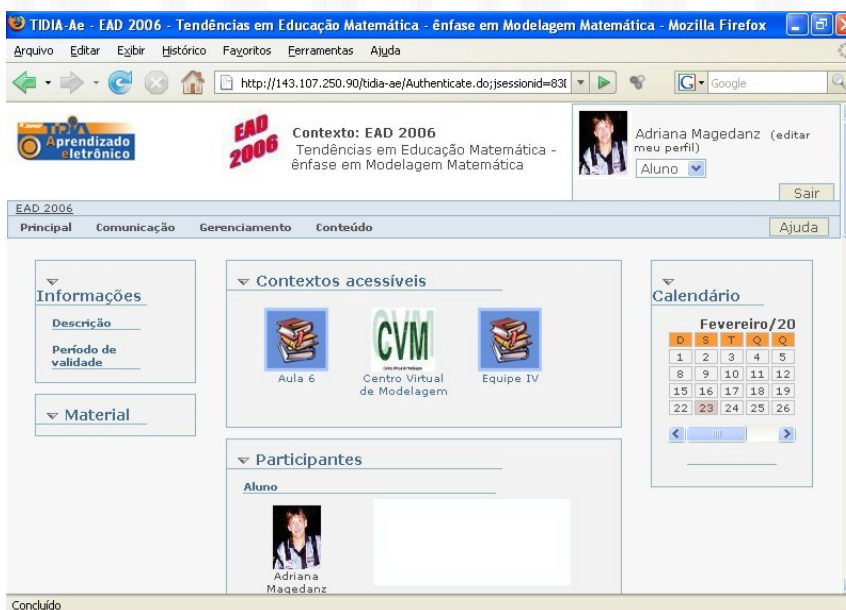 TIDIA-Ae - EAD 2006 - Tendências em Educação Matemática - ênfase em Modelagem Matemática - Mozilla Firefox
Arquivo Editar Exibir Histórico Favoritos Ferramentas Ajuda
http://143.107.250.90/tidia-ae/Authenticate.do;jsessionid=83
G Google
TIDIA
Aprendizado
eletrônico
EAD
2006
Contexto: EAD 2006
Tendências em Educação Matemática -
ênfase em Modelagem Matemática
Adriana Magedanz (editar
meu perfil)
Aluno
Sair
EAD 2006
Principal Comunicação Gerenciamento Conteúdo
Ajuda
Informações
Descrição
Período de
validade
Material
Contextos acessíveis
CVM
Aula 6
Centro Virtual
de Modelagem
Equipe IV
Participantes
Aluno
Adriana
Magedanz
Calendário
Fevereiro/20
D S T Q Q
1 2 3 4 5
8 9 10 11 12
15 16 17 18 19
22 23 24 25 26
Concluído